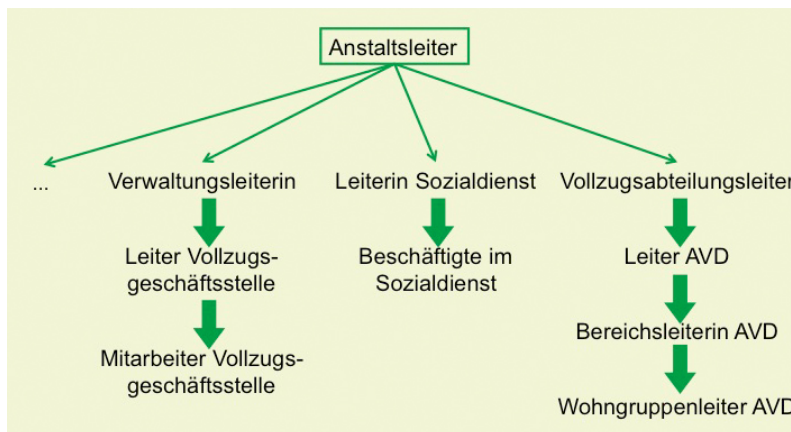 Anstaltsleiter
...
Verwaltungsleiterin
Leiterin Sozialdienst
Vollzugsabteilungsleiter
Leiter Vollzugs-
geschäftsstelle
Beschäftigte im
Sozialdienst
Leiter AVD
Bereichsleiterin AVD
Mitarbeiter Vollzugs-
geschäftsstelle
Wohngruppenleiter AVD